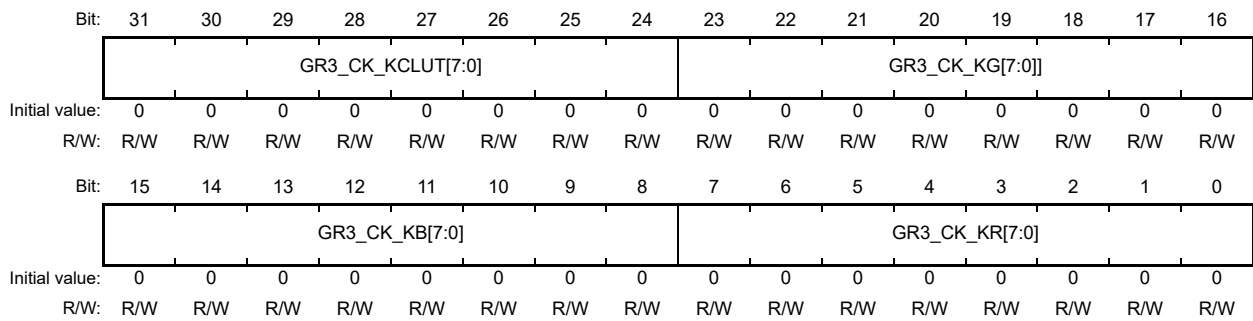 Bit: 31 30 29 28 27 26 25 24 23 22 21 20 19 18 17 16
GR3_CK_KCLUT[7:0] GR3_CK_KG[7:0]]
Initial value: 0 0 0 0 0 0 0 0 0 0 0 0 0 0 0 0
R/W: R/W R/W R/W R/W R/W R/W R/W R/W R/W R/W R/W R/W R/W R/W R/W R/W
Bit: 15 14 13 12 11 10 9 8 7 6 5 4 3 2 1 0
GR3_CK_KB[7:0] GR3_CK_KR[7:0]
Initial value: 0 0 0 0 0 0 0 0 0 0 0 0 0 0 0 0
R/W: R/W R/W R/W R/W R/W R/W R/W R/W R/W R/W R/W R/W R/W R/W R/W R/W